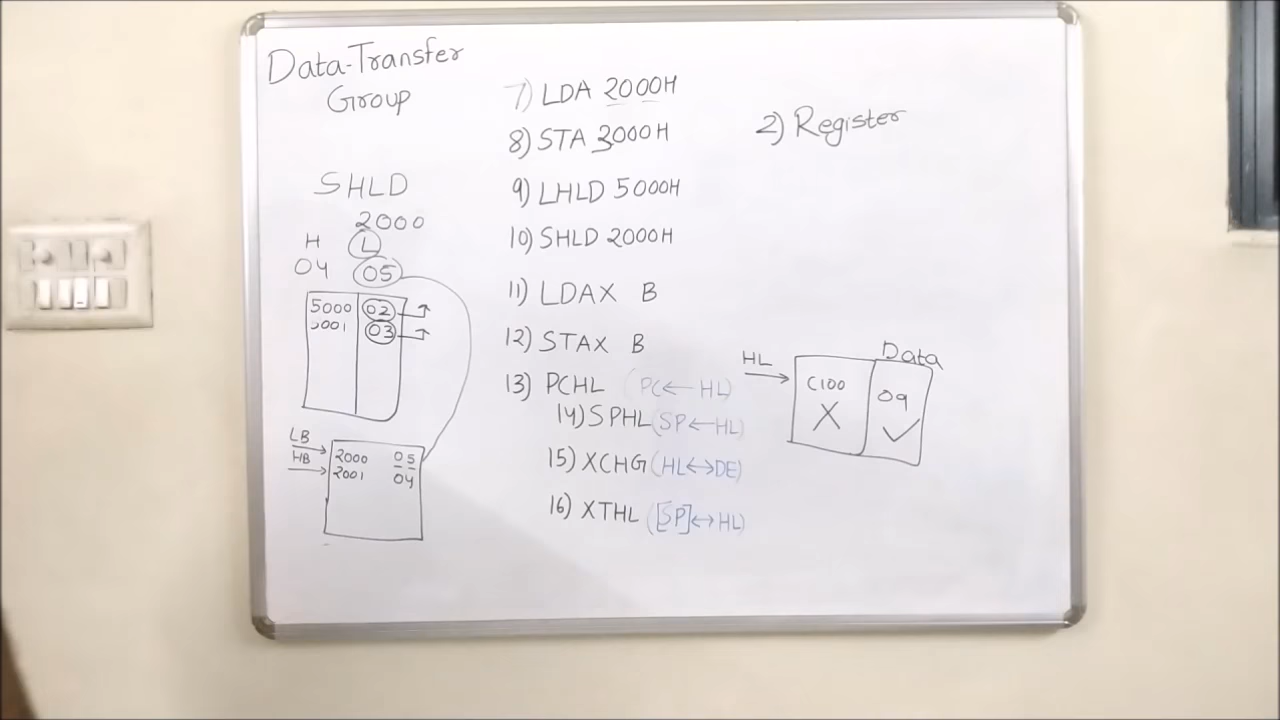 Data-Transfer
Group
SHLD
2000
H L
04 05
5000 02
5001 03
LB
HB
2000 05
2001 04
7) LDA 2000H
8) STA 3000H
9) LHLD 5000H
10) SHLD 2000H
11) LDAX B
12) STAX B
13) PCHL (PC←HL)
14) SPHL (SP←HL)
15) XCHG (HL↔DE)
16) XTHL ([SP]↔HL)
2) Register
HL
Data
C100 09